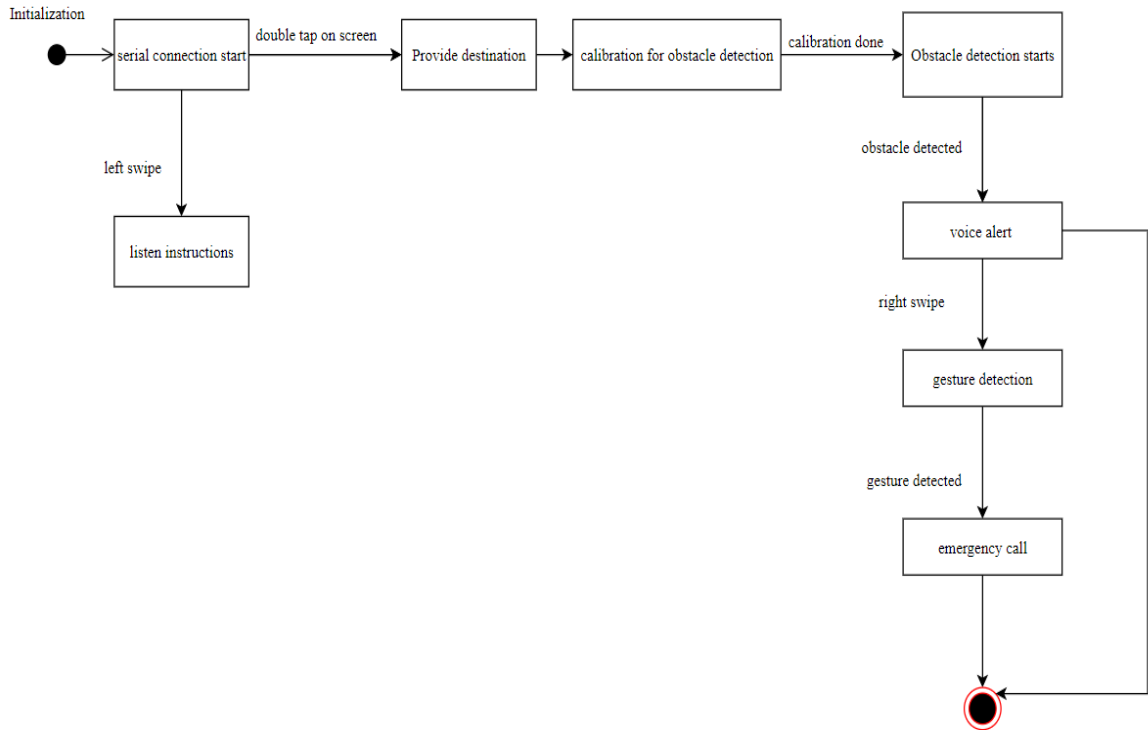 Initialization
serial connection start
double tap on screen
Provide destination
calibration for obstacle detection
calibration done
Obstacle detection starts
left swipe
listen instructions
obstacle detected
voice alert
right swipe
gesture detection
gesture detected
emergency call